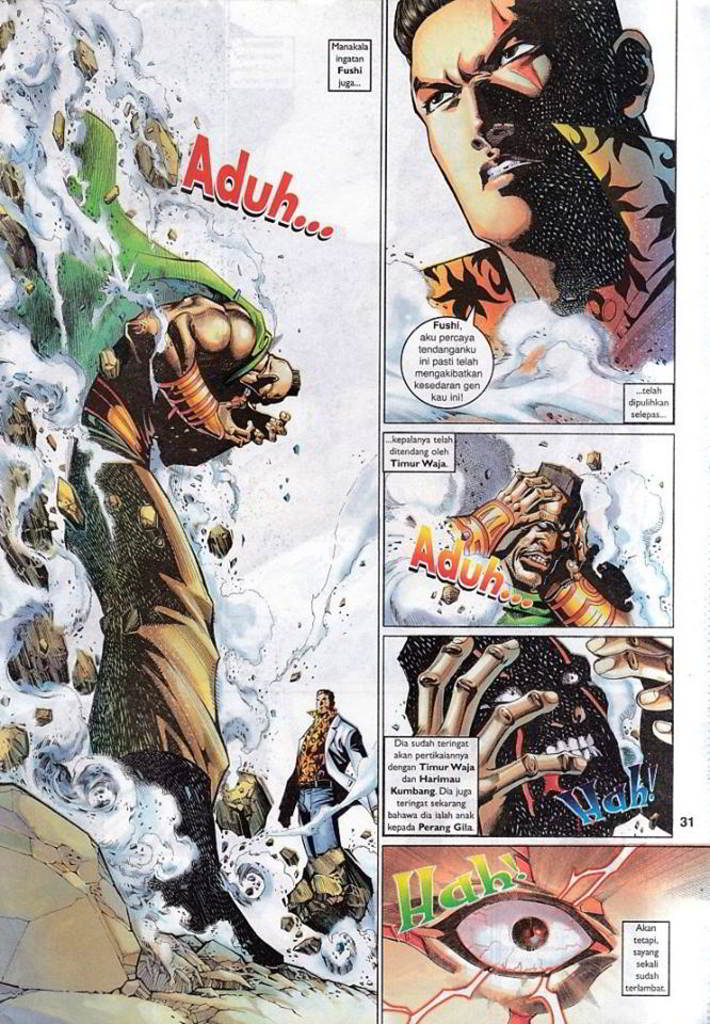 Manakala
ingatan
Fushi
juga...
Aduh...
Fushi,
aku percaya
tendanganku
ini pasti telah
mengakibatkan
kesedaran gen
kau ini!
...telah
dipulihkan
selepas...
...kepalanya telah
ditendang oleh
Timur Waja.
Aduh...
Dia sudah teringat
akan pertikaiannya
dengan Timur Waja
dan Harimau
Kumbang. Dia juga
teringat sekarang
bahawa dia ialah anak
kepada Perang Gila.
Hah!
31
Hah!
Akan
tetapi,
sayang
sekali
sudah
terlambat.